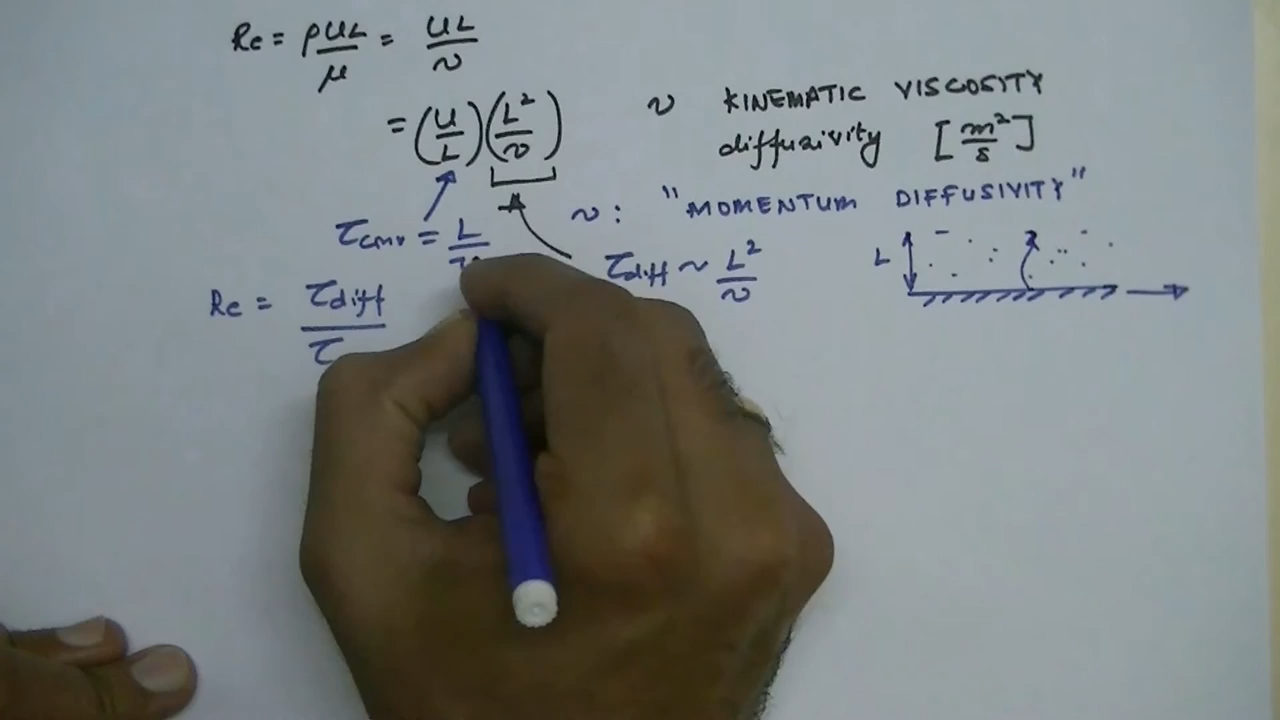 Re = ρUL/μ = UL/ν
= (U/L)(L²/ν)
ν KINEMATIC VISCOSITY
diffusivity [m²/s]
ν : "MOMENTUM DIFFUSIVITY"
τconv = L/
τdiff ~ L²/ν
L
Re = τdiff/τ